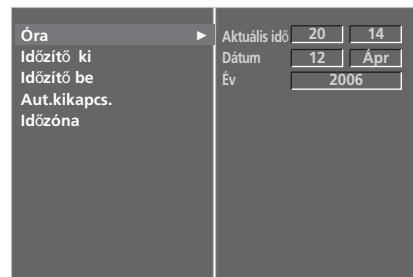 Óra ►
Időzítő ki
Időzítő be
Aut.kikapcs.
Időzóna
Aktuális idő 20 14
Dátum 12 Ápr
Év 2006